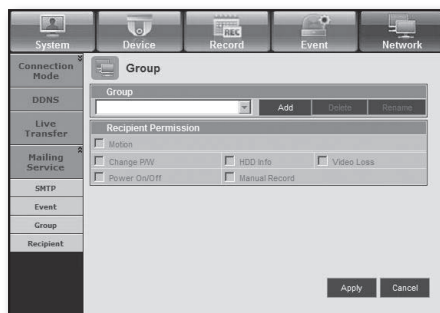 System Device Record Event Network
REC
Connection Mode
DDNS
Live Transfer
Mailing Service
SMTP
Event
Group
Recipient
Group
Group
Add Delete Rename
Recipient Permission
Motion
Change P/W HDD Info Video Loss
Power On/Off Manual Record
Apply Cancel